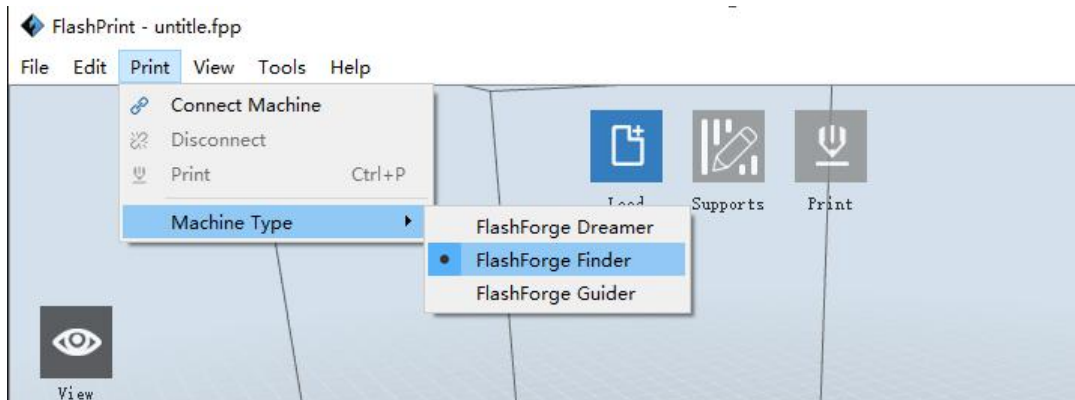 FlashPrint - untitle.fpp
File Edit Print View Tools Help
Connect Machine
Disconnect
Print Ctrl+P
Machine Type
FlashForge Dreamer
FlashForge Finder
FlashForge Guider
Load Supports Print
View